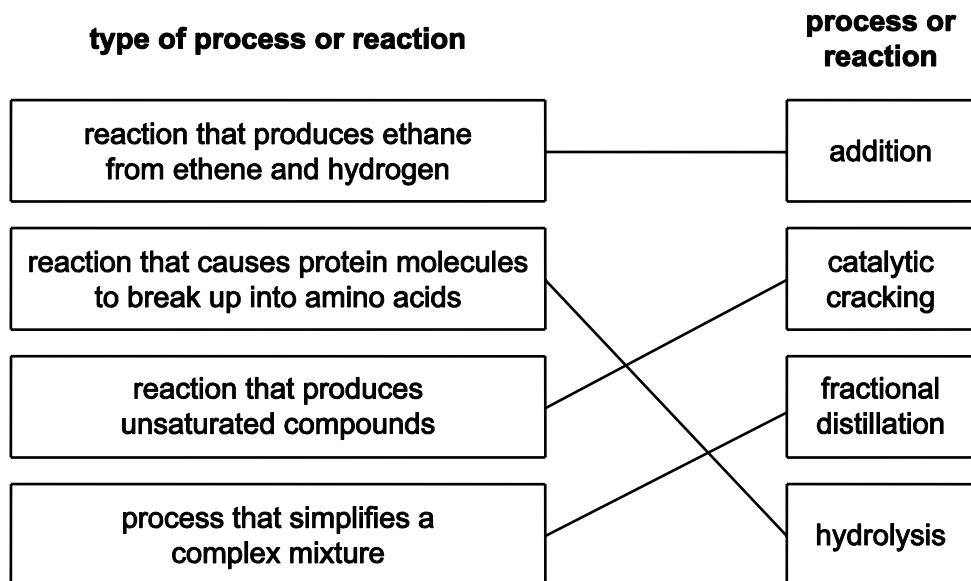 type of process or reaction
process or
reaction
reaction that produces ethane
from ethene and hydrogen
addition
reaction that causes protein molecules
to break up into amino acids
catalytic
cracking
reaction that produces
unsaturated compounds
fractional
distillation
process that simplifies a
complex mixture
hydrolysis